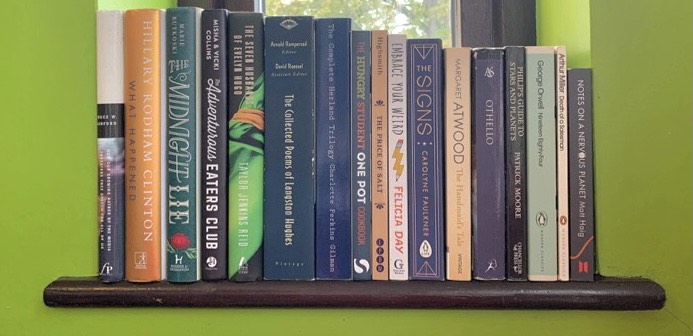 HILLARY RODHAM CLINTON
WHAT HAPPENED
MARIE RUTKOSKI
THE MIDNIGHT LIE
MISHA & VICKI COLLINS
The Adventurous EATERS CLUB
THE SEVEN HUSBANDS OF EVELYN HUGO
TAYLOR JENKINS REID
Arnold Rampersad
Editor
David Roessel
Associate Editor
The Collected Poems of Langston Hughes
Vintage
The Complete Herland Trilogy Charlotte Perkins Gilman
THE HUNGRY STUDENT ONE POT COOKBOOK
Highsmith
THE PRICE OF SALT
EMBRACE YOUR WEIRD FELICIA DAY
THE SIGNS: CAROLYNE FAULKNER
MARGARET ATWOOD The Handmaid's Tale
VINTAGE
AS
OTHELLO
PHILIP'S GUIDE TO STARS AND PLANETS PATRICK MOORE
George Orwell Nineteen Eighty-Four
MODERN CLASSICS
Arthur Miller Death of a Salesman
NOTES ON A NERVOUS PLANET Matt Haig